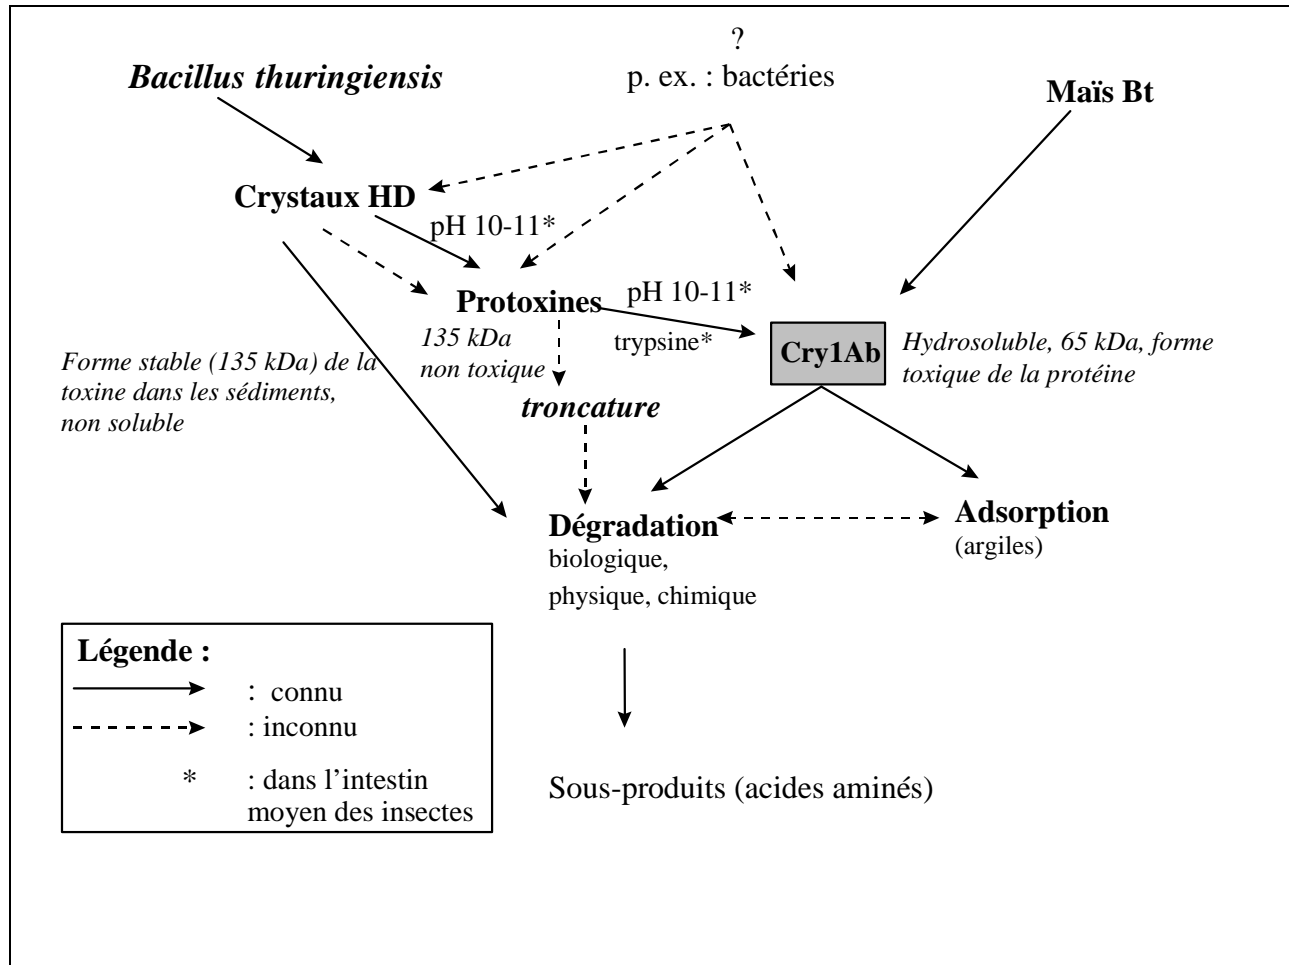 ?
p. ex. : bactéries
Bacillus thuringiensis
Maïs Bt
Crystaux HD
pH 10-11*
Protoxines
pH 10-11*
trypsine*
135 kDa
non toxique
Cry1Ab
Hydrosoluble, 65 kDa, forme
toxique de la protéine
Forme stable (135 kDa) de la
toxine dans les sédiments,
non soluble
troncature
Dégradation
biologique,
physique, chimique
Adsorption
(argiles)
Légende :
: connu
: inconnu
* : dans l’intestin
moyen des insectes
Sous-produits (acides aminés)